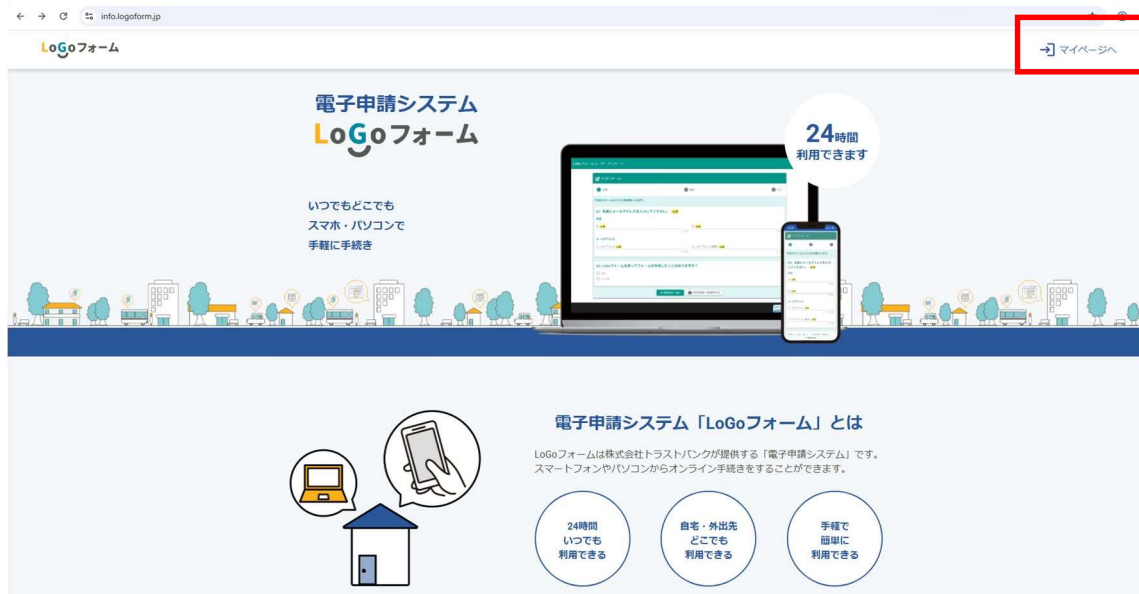 info.logoform.jp
LoGoフォーム
マイページへ
電子申請システム
LoGoフォーム
24時間
利用できます
いつでもどこでも
スマホ・パソコンで
手軽に手続き
電子申請システム「LoGoフォーム」とは
LoGoフォームは株式会社トラストバンクが提供する「電子申請システム」です。
スマートフォンやパソコンからオンライン手続きをすることができます。
24時間
いつでも
利用できる
自宅・外出先
どこでも
利用できる
手軽で
簡単に
利用できる